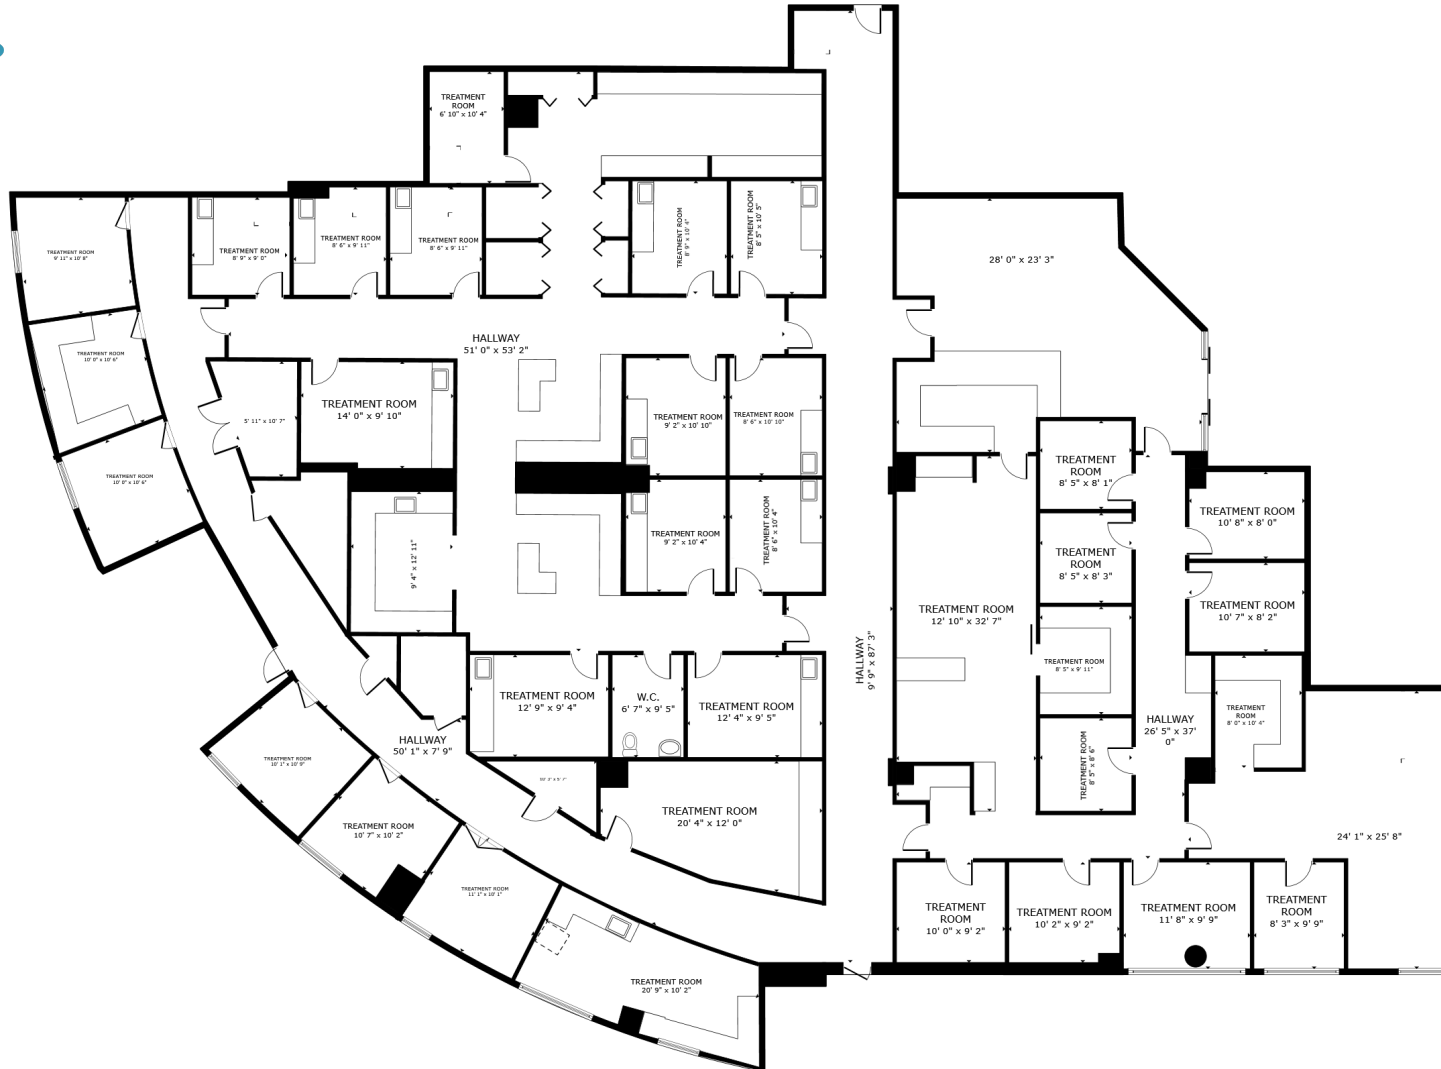 TREATMENT
ROOM
6' 10" x 10' 4"
TREATMENT ROOM
9' 11" x 10' 8"
TREATMENT ROOM
8' 9" x 9' 0"
TREATMENT ROOM
8' 6" x 9' 11"
TREATMENT ROOM
8' 6" x 9' 11"
TREATMENT ROOM
8' 9" x 10' 4"
TREATMENT ROOM
8' 5" x 10' 5"
28' 0" x 23' 3"
HALLWAY
51' 0" x 53' 2"
TREATMENT ROOM
10' 0" x 10' 6"
5' 11" x 10' 7"
TREATMENT ROOM
14' 0" x 9' 10"
TREATMENT ROOM
9' 2" x 10' 10"
TREATMENT ROOM
8' 6" x 10' 10"
TREATMENT ROOM
10' 0" x 10' 6"
TREATMENT
ROOM
8' 5" x 8' 1"
TREATMENT ROOM
10' 8" x 8' 0"
9' 4" x 12' 11"
TREATMENT ROOM
9' 2" x 10' 4"
TREATMENT ROOM
8' 6" x 10' 4"
TREATMENT
ROOM
8' 5" x 8' 3"
TREATMENT ROOM
12' 10" x 32' 7"
TREATMENT ROOM
10' 7" x 8' 2"
HALLWAY
9' 9" x 87' 3"
TREATMENT ROOM
8' 5" x 9' 11"
TREATMENT ROOM
12' 9" x 9' 4"
W.C.
6' 7" x 9' 5"
TREATMENT ROOM
12' 4" x 9' 5"
HALLWAY
26' 5" x 37'
0"
TREATMENT
ROOM
8' 0" x 10' 4"
HALLWAY
50' 1" x 7' 9"
TREATMENT ROOM
10' 1" x 10' 9"
TREATMENT ROOM
8' 5" x 8' 6"
TREATMENT ROOM
20' 4" x 12' 0"
TREATMENT ROOM
10' 7" x 10' 2"
24' 1" x 25' 8"
TREATMENT ROOM
11' 1" x 10' 1"
TREATMENT
ROOM
10' 0" x 9' 2"
TREATMENT ROOM
10' 2" x 9' 2"
TREATMENT ROOM
11' 8" x 9' 9"
TREATMENT
ROOM
8' 3" x 9' 9"
TREATMENT ROOM
20' 9" x 10' 2"